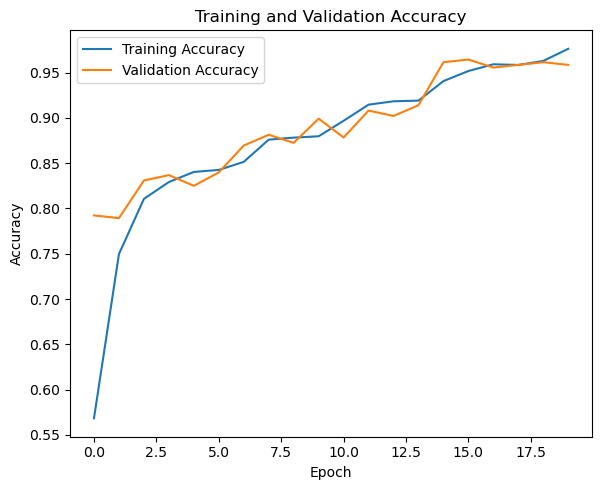 Training and Validation Accuracy
Training Accuracy
Validation Accuracy
Accuracy
0.95
0.90
0.85
0.80
0.75
0.70
0.65
0.60
0.55
0.0 2.5 5.0 7.5 10.0 12.5 15.0 17.5
Epoch